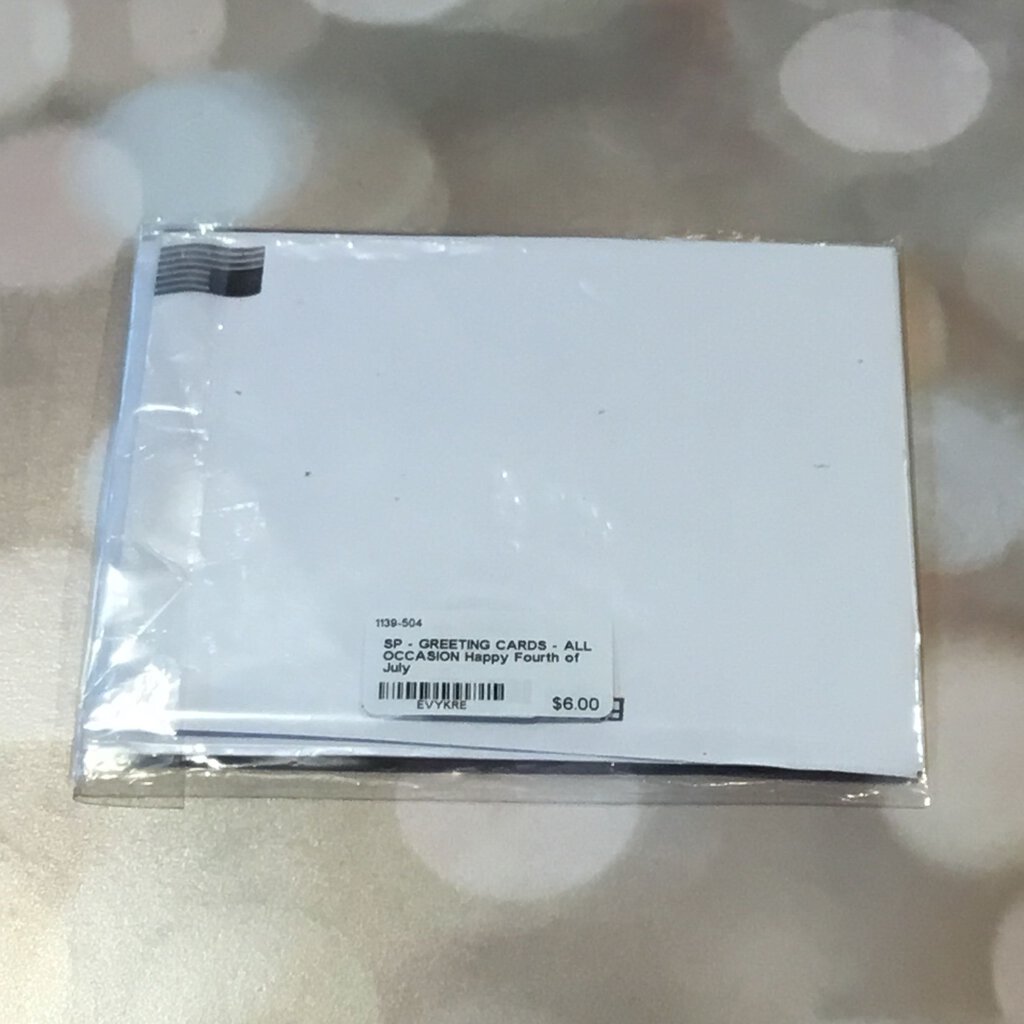 1139-504
SP - GREETING CARDS - ALL
OCCASION Happy Fourth of
July
EVYKRE
$6.00